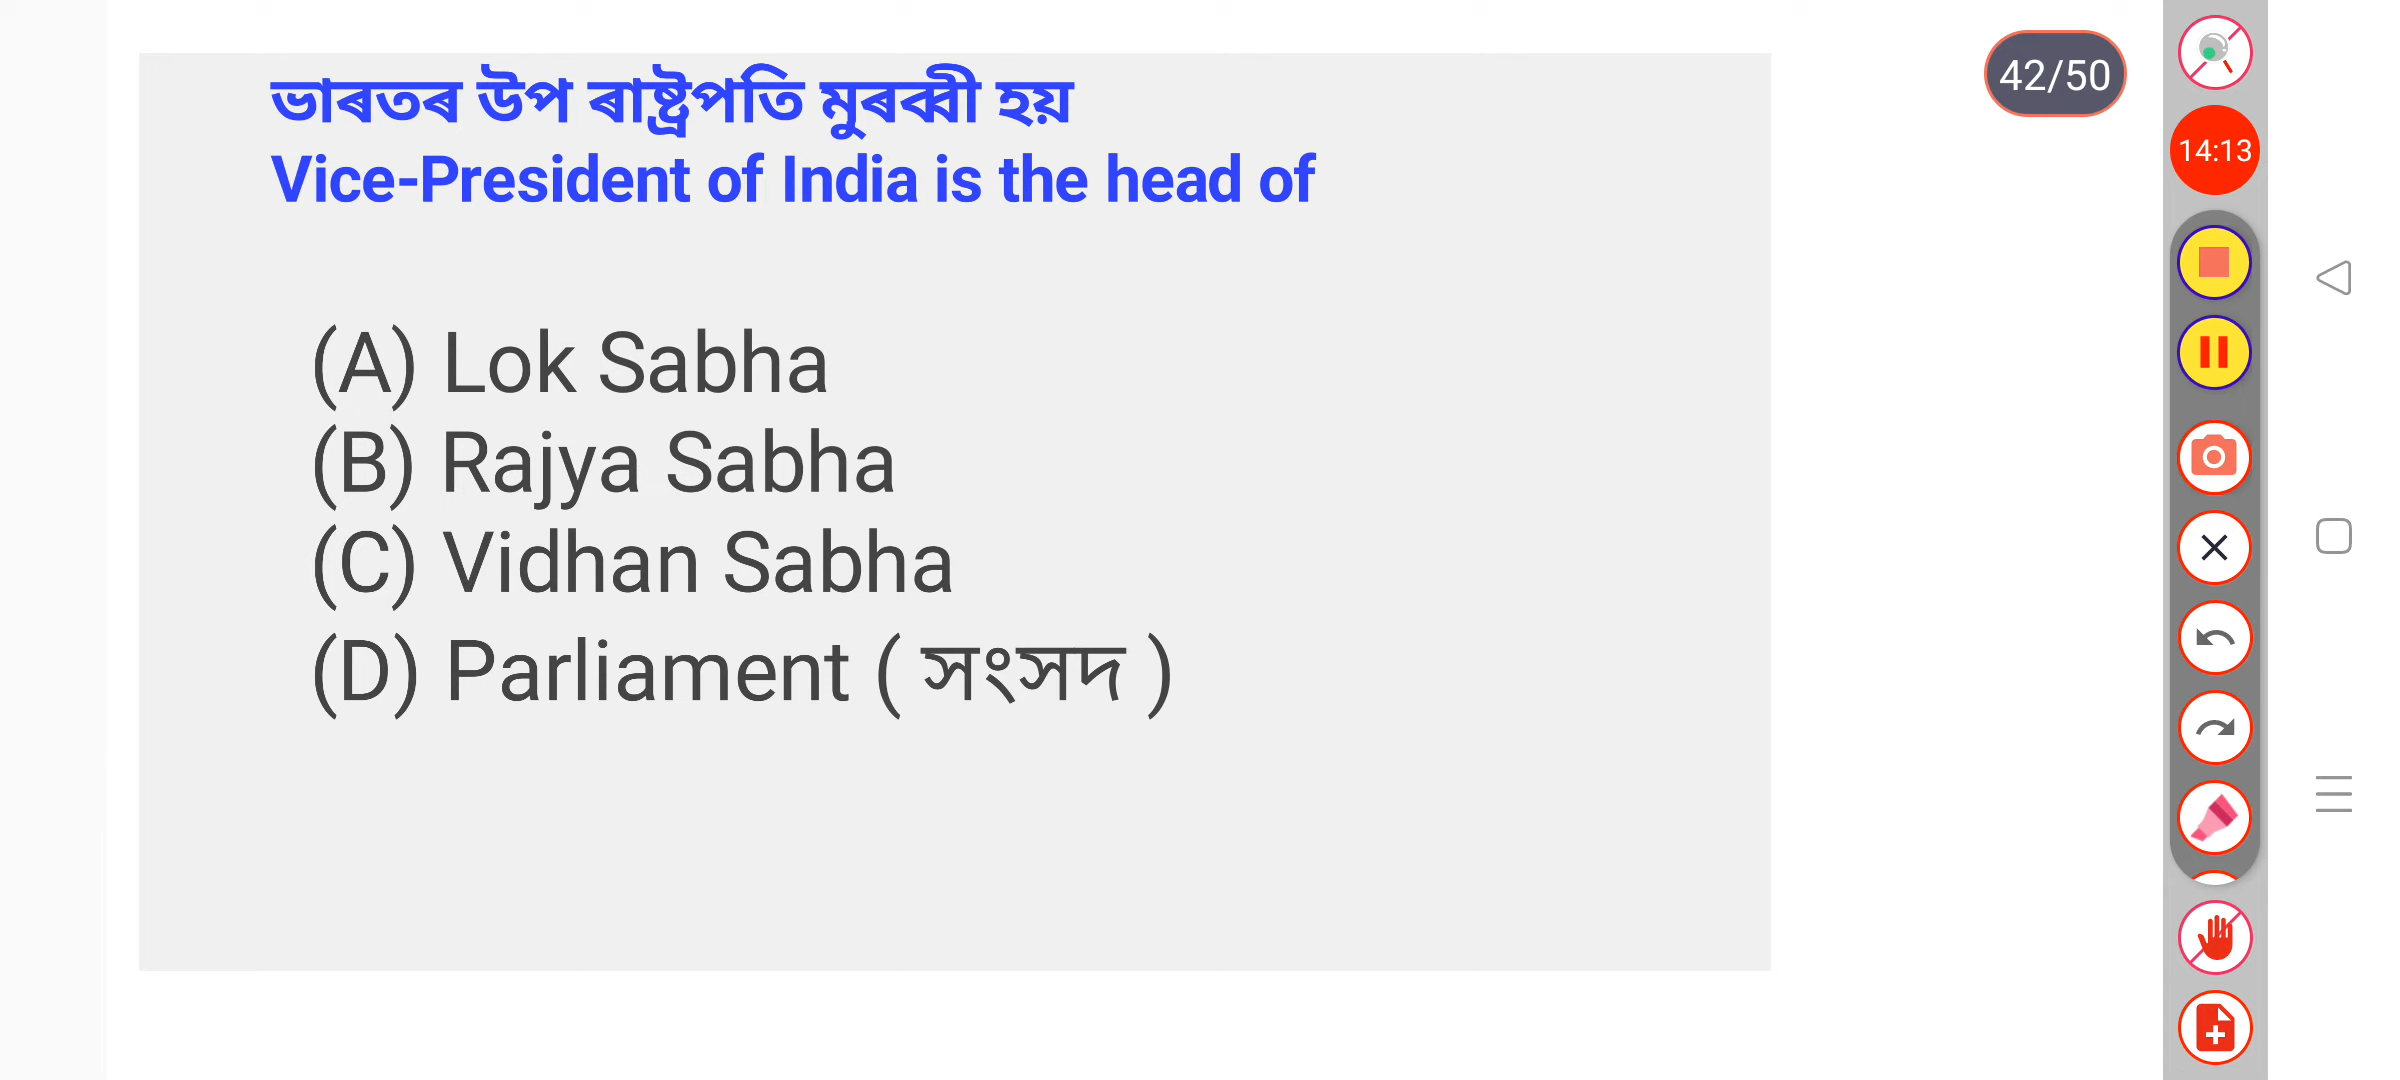 ভাৰতৰ উপ ৰাষ্ট্ৰপতি মুৰব্বী হয়
Vice-President of India is the head of
(A) Lok Sabha
(B) Rajya Sabha
(C) Vidhan Sabha
(D) Parliament ( সংসদ )
42/50
14:13